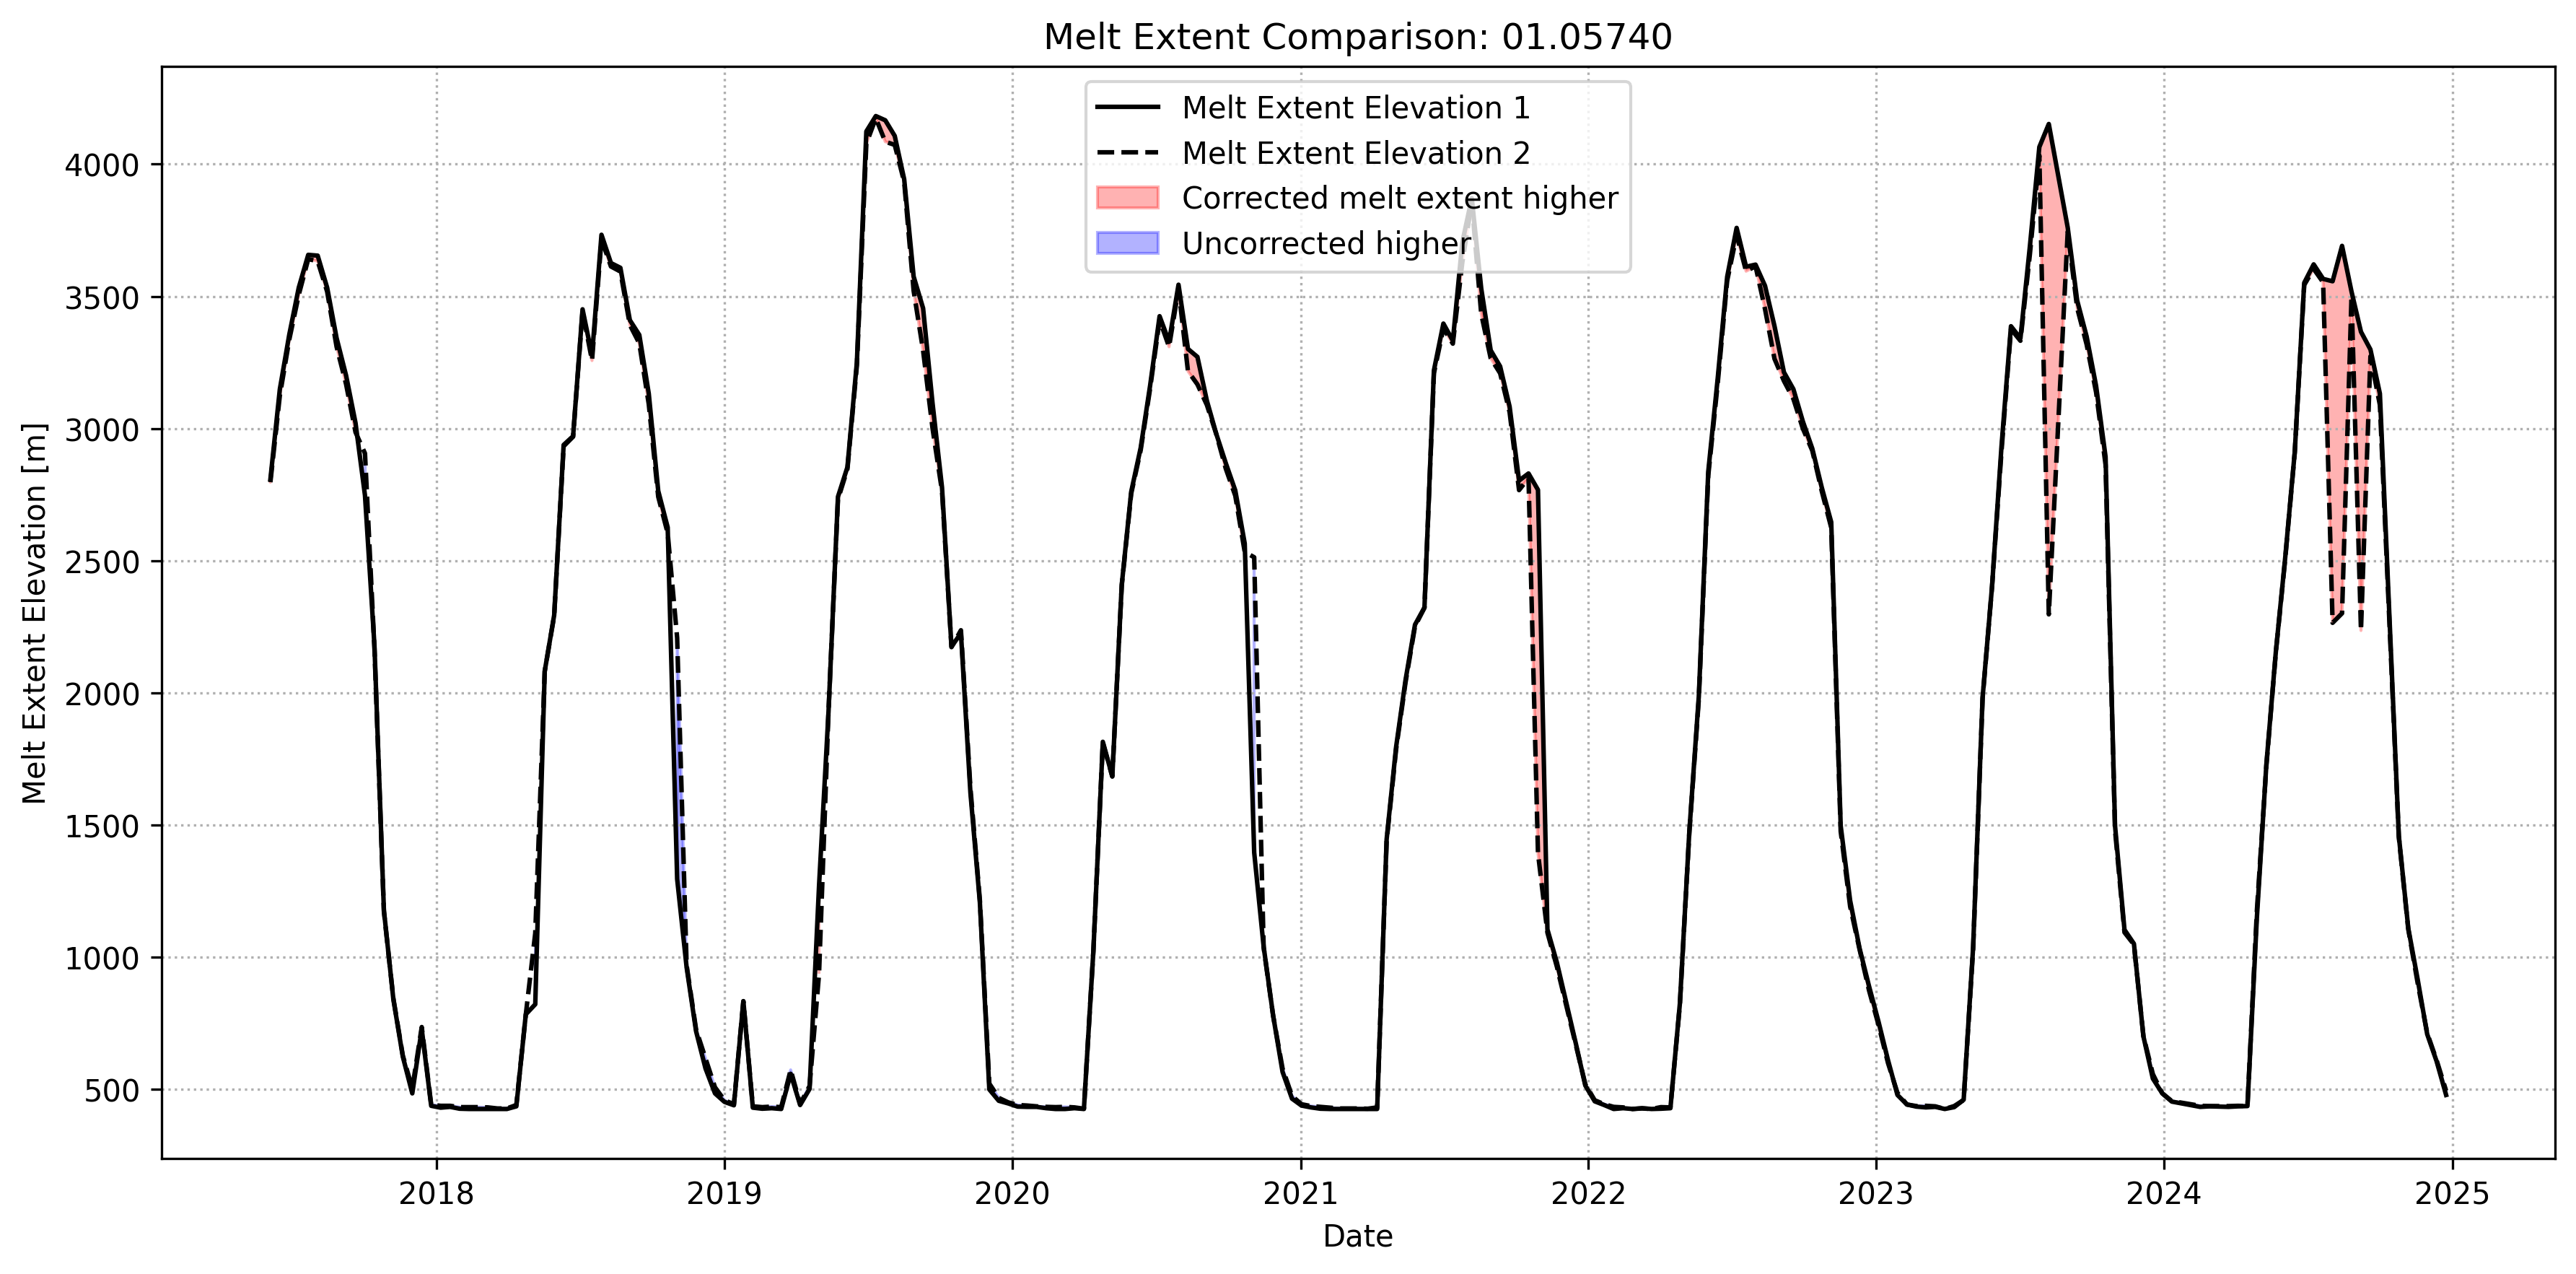 Melt Extent Comparison: 01.05740
Melt Extent Elevation 1
Melt Extent Elevation 2
Corrected melt extent higher
Uncorrected higher
Melt Extent Elevation [m]
4000
3500
3000
2500
2000
1500
1000
500
2018 2019 2020 2021 2022 2023 2024 2025
Date